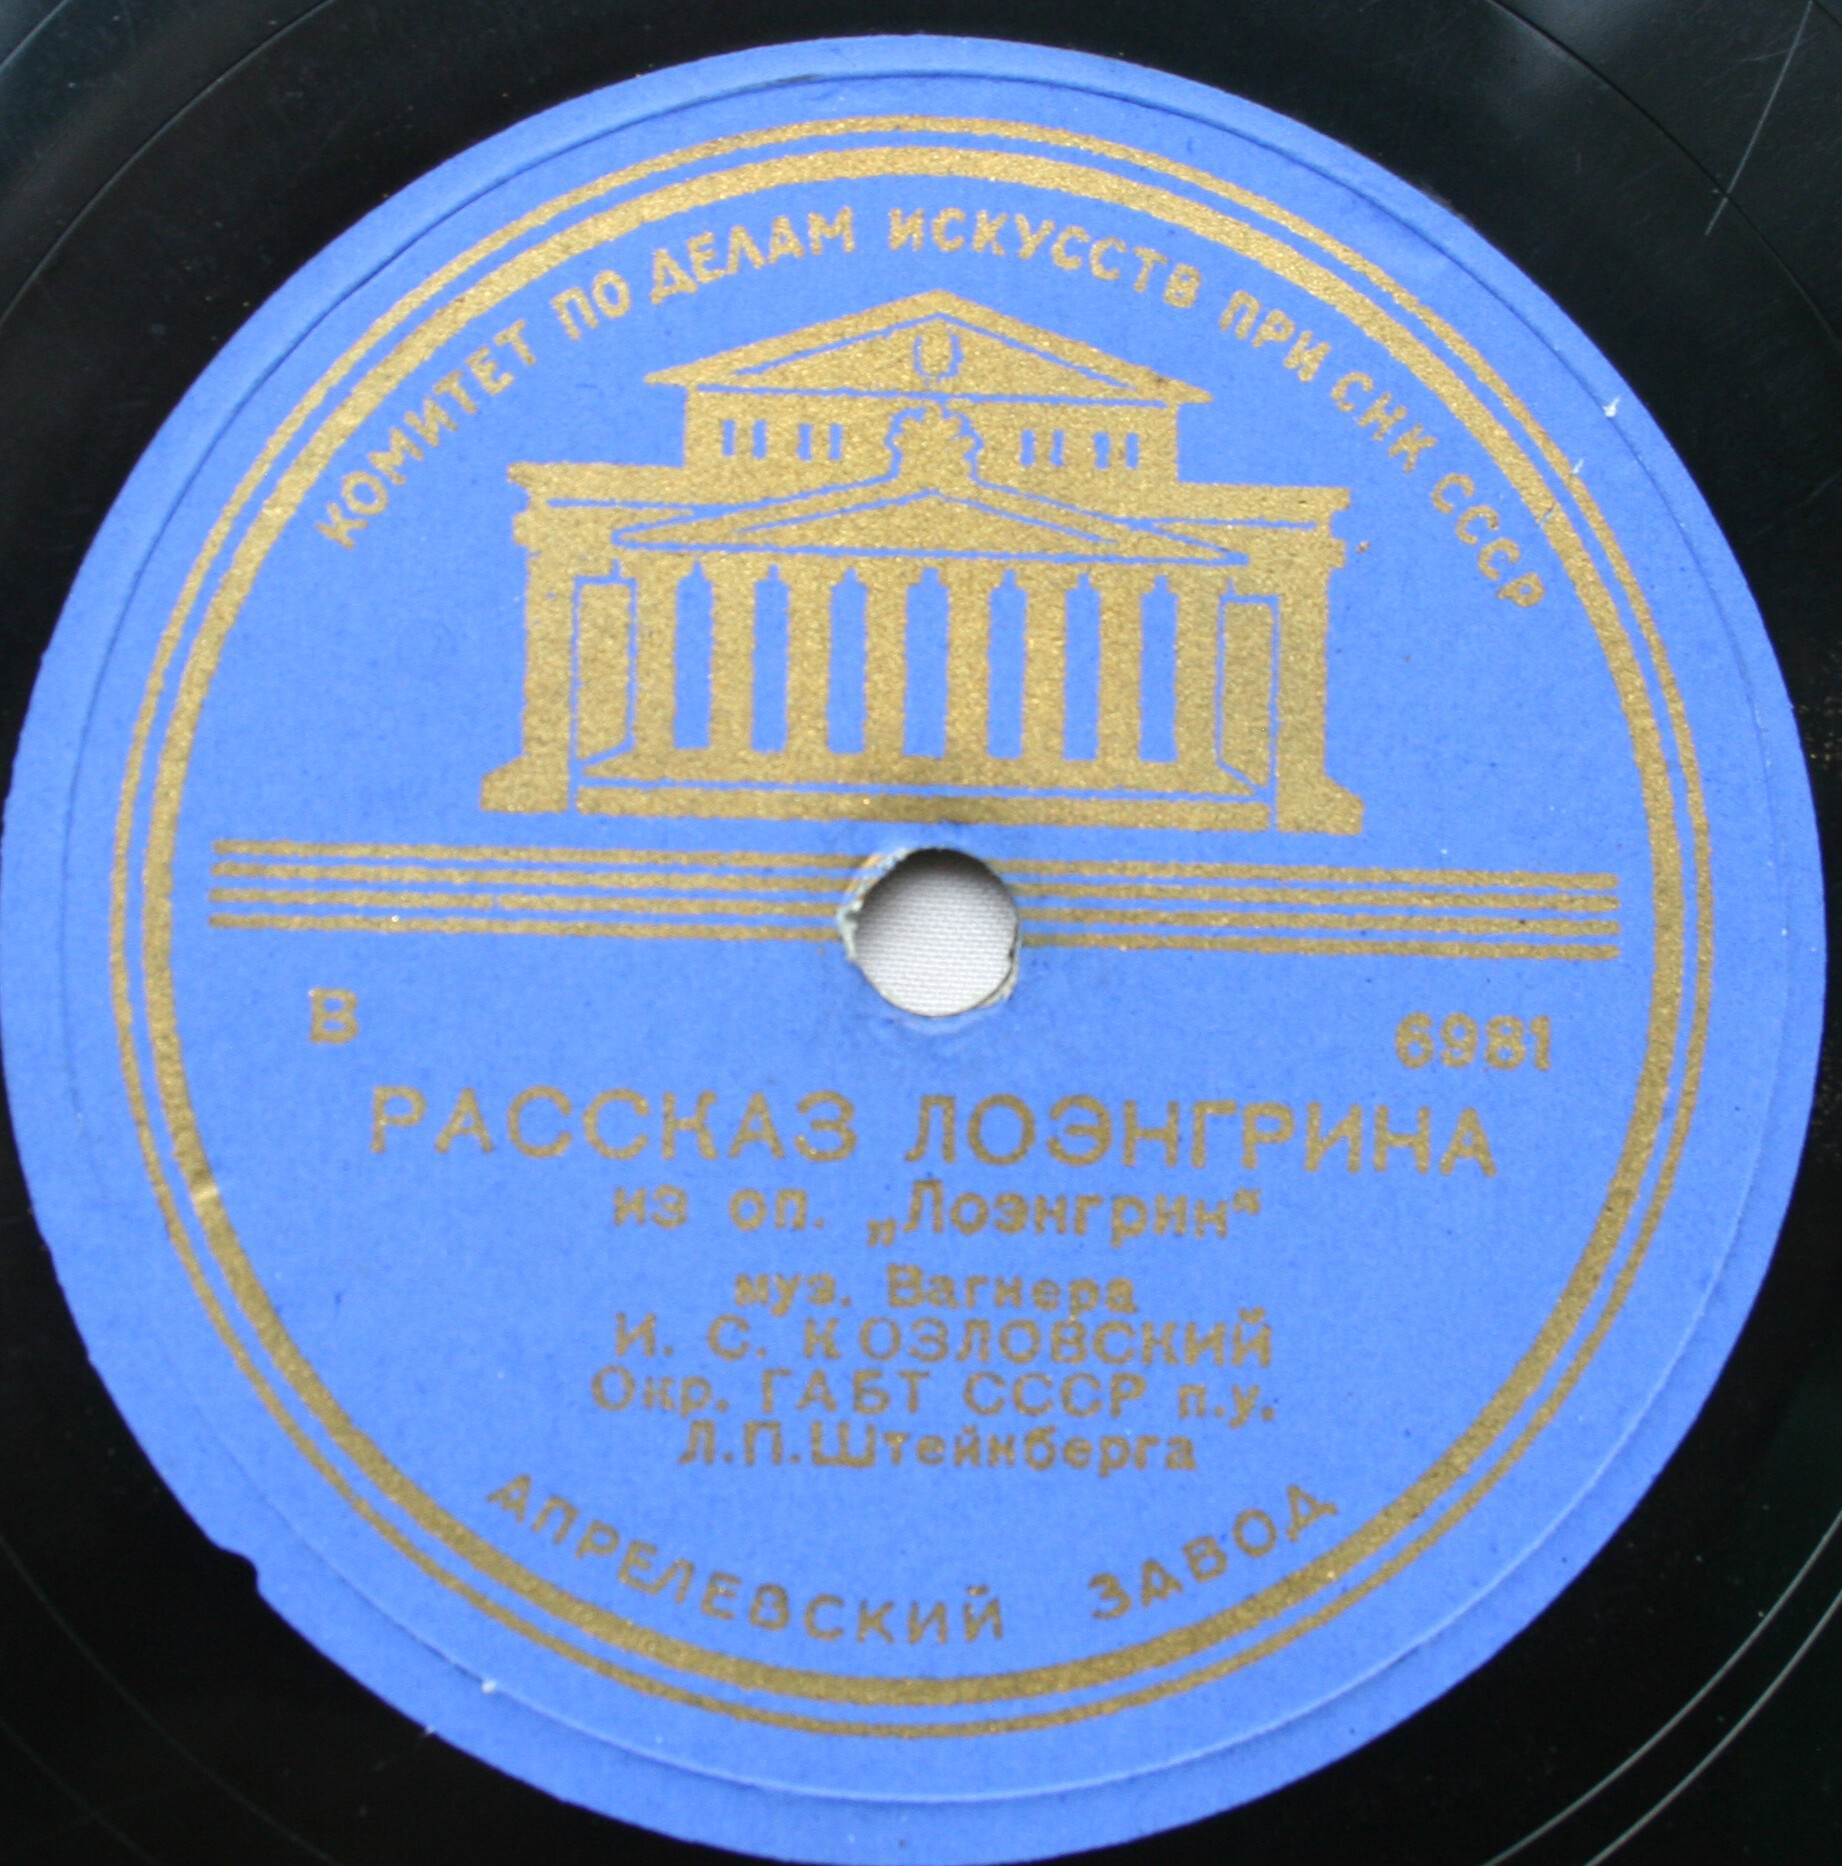 КОМИТЕТ ПО ДЕЛАМ ИСКУССТВ ПРИ СНК СССР
В 6981
РАССКАЗ ЛОЭНГРИНА
из оп. „Лоэнгрин“
муз. Вагнера
И. С. КОЗЛОВСКИЙ
Окр. ГАБТ СССР п.у.
Л.П.Штейнберга
АПРЕЛЕВСКИЙ ЗАВОД